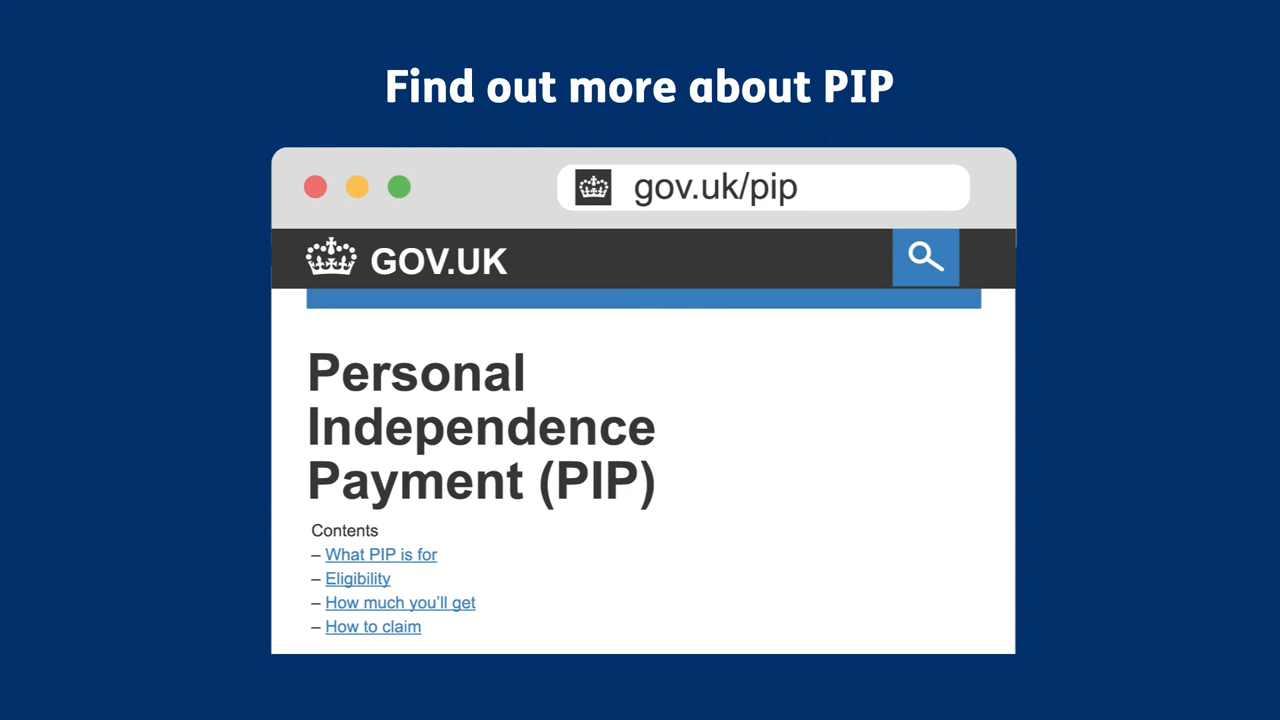 Find out more about PIP
gov.uk/pip
GOV.UK
Personal
Independence
Payment (PIP)
Contents
– What PIP is for
– Eligibility
– How much you’ll get
– How to claim